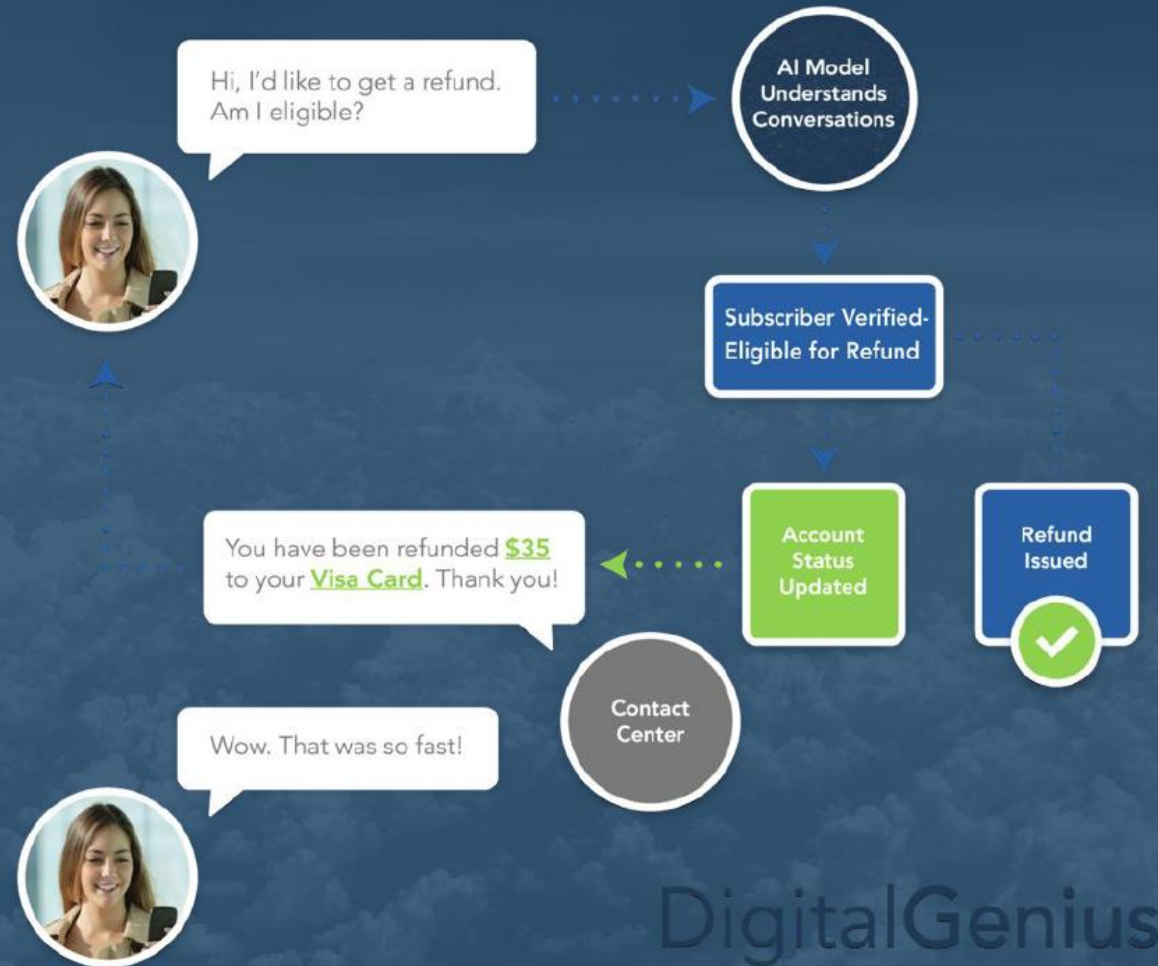 Hi, I'd like to get a refund.
Am I eligible?
AI Model
Understands
Conversations
Subscriber Verified-
Eligible for Refund
Account
Status
Updated
Refund
Issued
You have been refunded $35
to your Visa Card. Thank you!
Contact
Center
Wow. That was so fast!
DigitalGenius